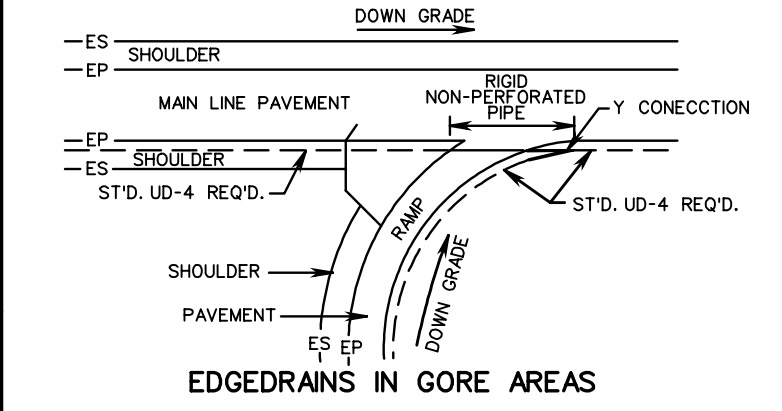 DOWN GRADE
ES
SHOULDER
EP
MAIN LINE PAVEMENT
RIGID
NON-PERFORATED
PIPE
Y CONECCTION
EP
SHOULDER
ES
ST'D. UD-4 REQ'D.
ST'D. UD-4 REQ'D.
RAMP
SHOULDER
DOWN GRADE
PAVEMENT
ES
EP
EDGEDRAINS IN GORE AREAS